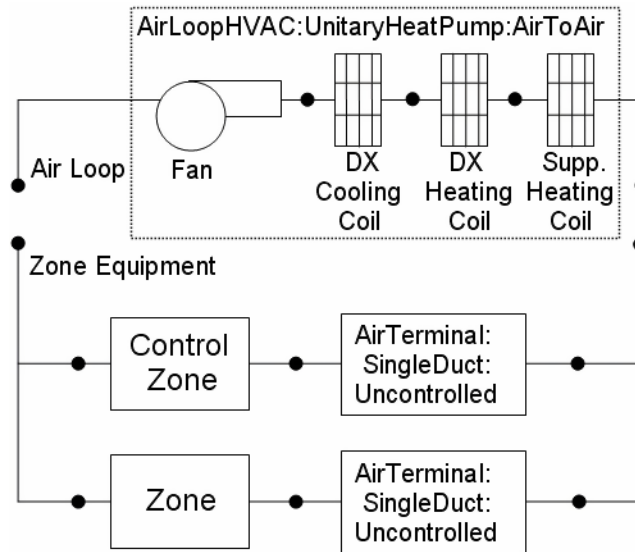 AirLoopHVAC:UnitaryHeatPump:AirToAir
Air Loop
Fan
DX
Cooling
Coil
DX
Heating
Coil
Supp.
Heating
Coil
Zone Equipment
Control
Zone
AirTerminal:
SingleDuct:
Uncontrolled
Zone
AirTerminal:
SingleDuct:
Uncontrolled